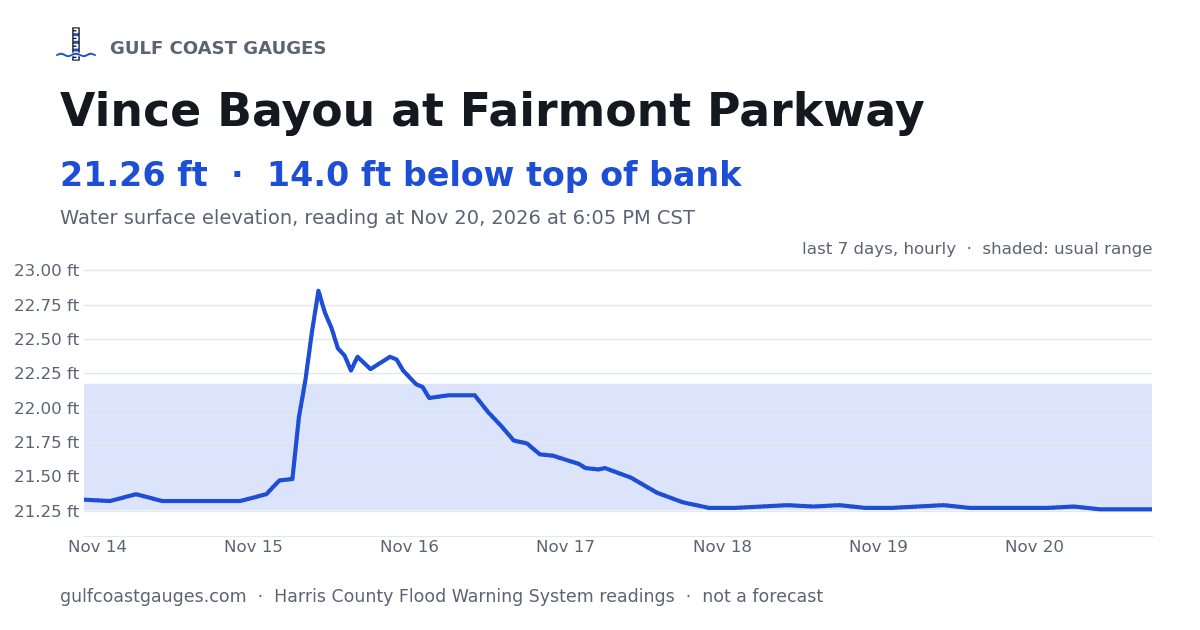 GULF COAST GAUGES
Vince Bayou at Fairmont Parkway
21.26 ft · 14.0 ft below top of bank
Water surface elevation, reading at Nov 20, 2026 at 6:05 PM CST
last 7 days, hourly · shaded: usual range
23.00 ft
22.75 ft
22.50 ft
22.25 ft
22.00 ft
21.75 ft
21.50 ft
21.25 ft
Nov 14 Nov 15 Nov 16 Nov 17 Nov 18 Nov 19 Nov 20
gulfcoastgauges.com · Harris County Flood Warning System readings · not a forecast